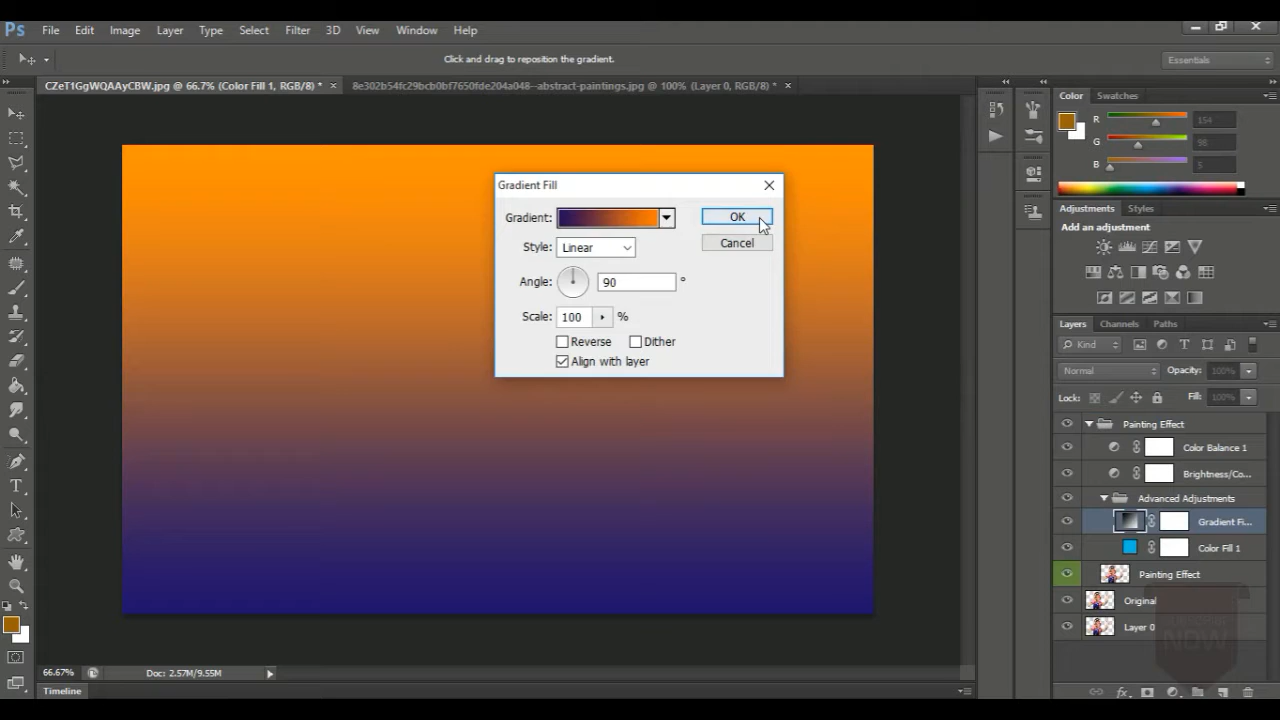 Ps File Edit Image Layer Type Select Filter 3D View Window Help
Click and drag to reposition the gradient.
Essentials
CZeT1GgWQAAyCBW.jpg @ 66.7% (Color Fill 1, RGB/8) *
8e302b54fc29bcb0bf7650fde204a048--abstract-paintings.jpg @ 100% (Layer 0, RGB/8) *
Color Swatches
R 154
G 98
B 5
Gradient Fill
Gradient:
OK
Style: Linear
Cancel
Angle: 90 °
Scale: 100 %
Reverse Dither
Align with layer
Adjustments Styles
Add an adjustment
Layers Channels Paths
Kind
Normal Opacity: 100%
Lock: Fill: 100%
Painting Effect
Color Balance 1
Brightness/Co...
Advanced Adjustments
Gradient Fi...
Color Fill 1
Painting Effect
Original
Layer 0
NOW
66.67% Doc: 2.57M/9.55M
Timeline